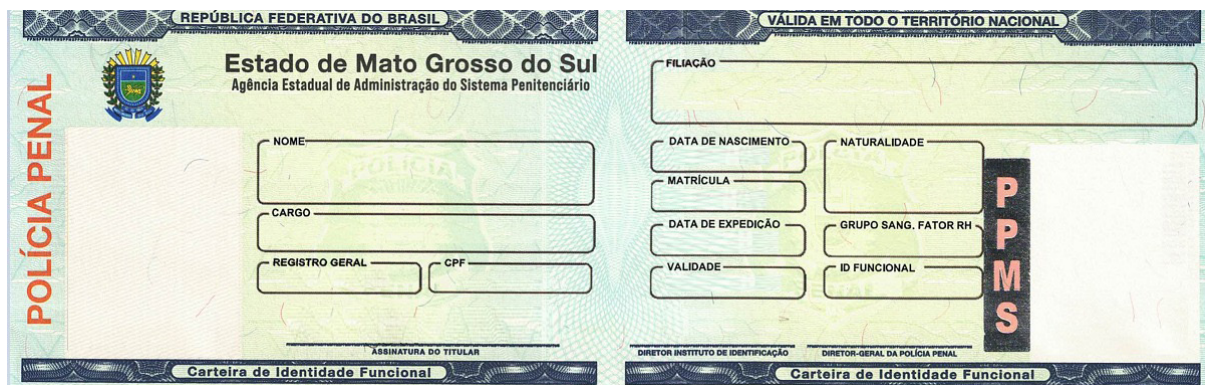 REPÚBLICA FEDERATIVA DO BRASIL
POLÍCIA PENAL
Estado de Mato Grosso do Sul
Agência Estadual de Administração do Sistema Penitenciário
NOME
CARGO
REGISTRO GERAL
CPF
ASSINATURA DO TITULAR
Carteira de Identidade Funcional
VÁLIDA EM TODO O TERRITÓRIO NACIONAL
FILIAÇÃO
DATA DE NASCIMENTO
NATURALIDADE
MATRÍCULA
DATA DE EXPEDIÇÃO
GRUPO SANG. FATOR RH
VALIDADE
ID FUNCIONAL
PPMS
DIRETOR INSTITUTO DE IDENTIFICAÇÃO
DIRETOR-GERAL DA POLÍCIA PENAL
Carteira de Identidade Funcional